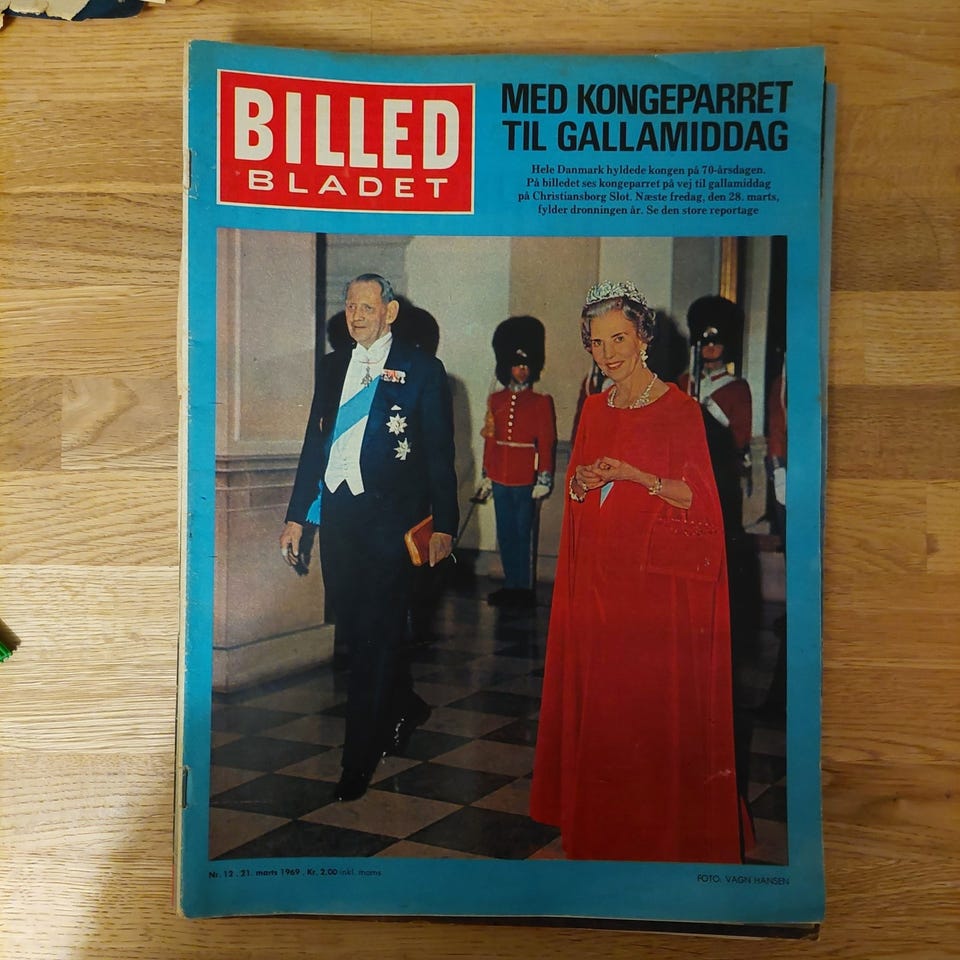 BILLED
BLADET
MED KONGEPARRET
TIL GALLAMIDDAG
Hele Danmark hyldede kongen på 70-årsdagen.
På billedet ses kongeparret på vej til gallamiddag
på Christiansborg Slot. Næste fredag, den 28. marts,
fylder dronningen år. Se den store reportage
Nr. 12 . 21. marts 1969 . Kr. 2,00 inkl. moms
FOTO: VAGN HANSEN